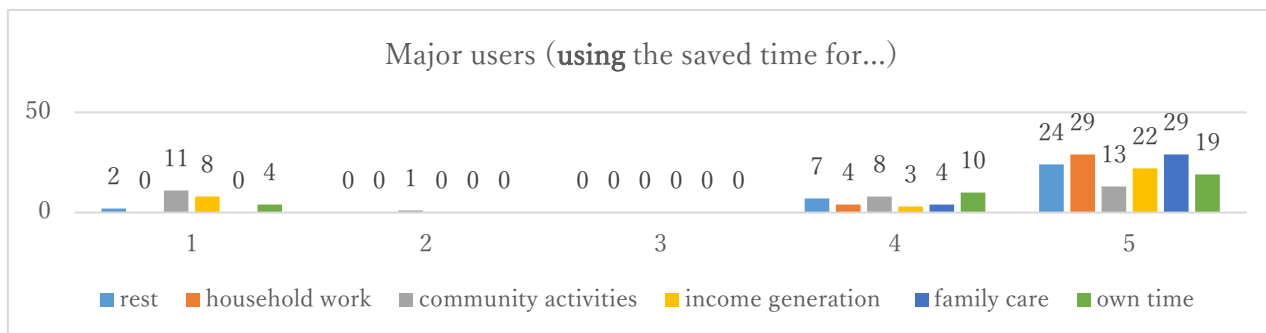 Major users (using the saved time for...)
50
24 29 13 22 29 19
2 0 11 8 0 4 0 0 1 0 0 0 0 0 0 0 0 0 7 4 8 3 4 10
0
1 2 3 4 5
rest household work community activities income generation family care own time